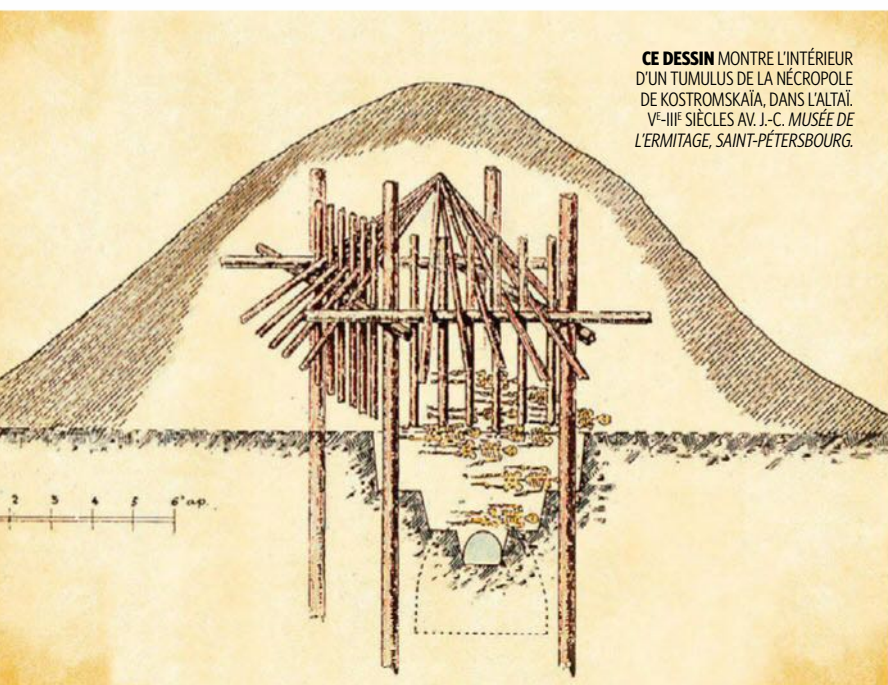 CE DESSIN MONTRE L'INTÉRIEUR
D'UN TUMULUS DE LA NÉCROPOLE
DE KOSTROMSKAÏA, DANS L'ALTAÏ.
Vᴱ-IIIᴱ SIÈCLES AV. J.-C. MUSÉE DE
L'ERMITAGE, SAINT-PÉTERSBOURG.
2 3 4 5 6 ap.